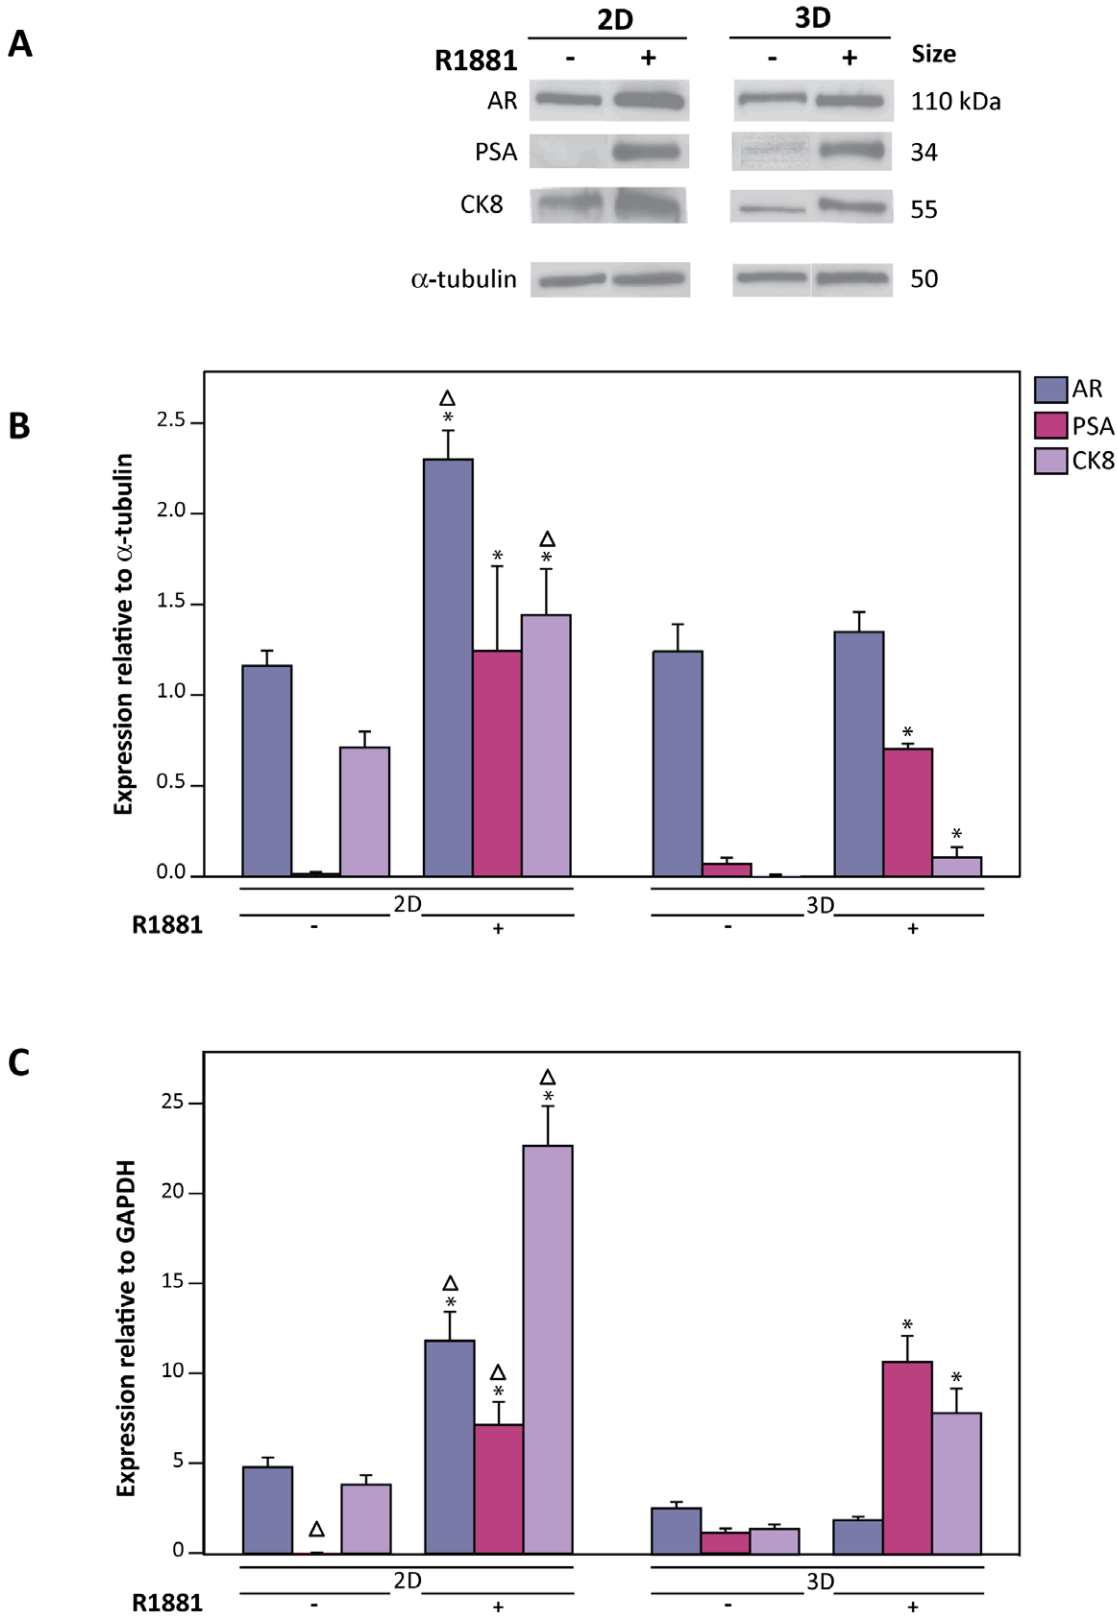 A
2D 3D
R1881 - + - + Size
AR 110 kDa
PSA 34
CK8 55
α-tubulin 50
B
Expression relative to α-tubulin
2.5
2.0
1.5
1.0
0.5
0.0
Δ
*
*
Δ
*
*
*
AR
PSA
CK8
2D 3D
R1881 - + - +
C
Expression relative to GAPDH
25
20
15
10
5
0
Δ
Δ
*
Δ
*
Δ
*
*
*
2D 3D
R1881 - + - +